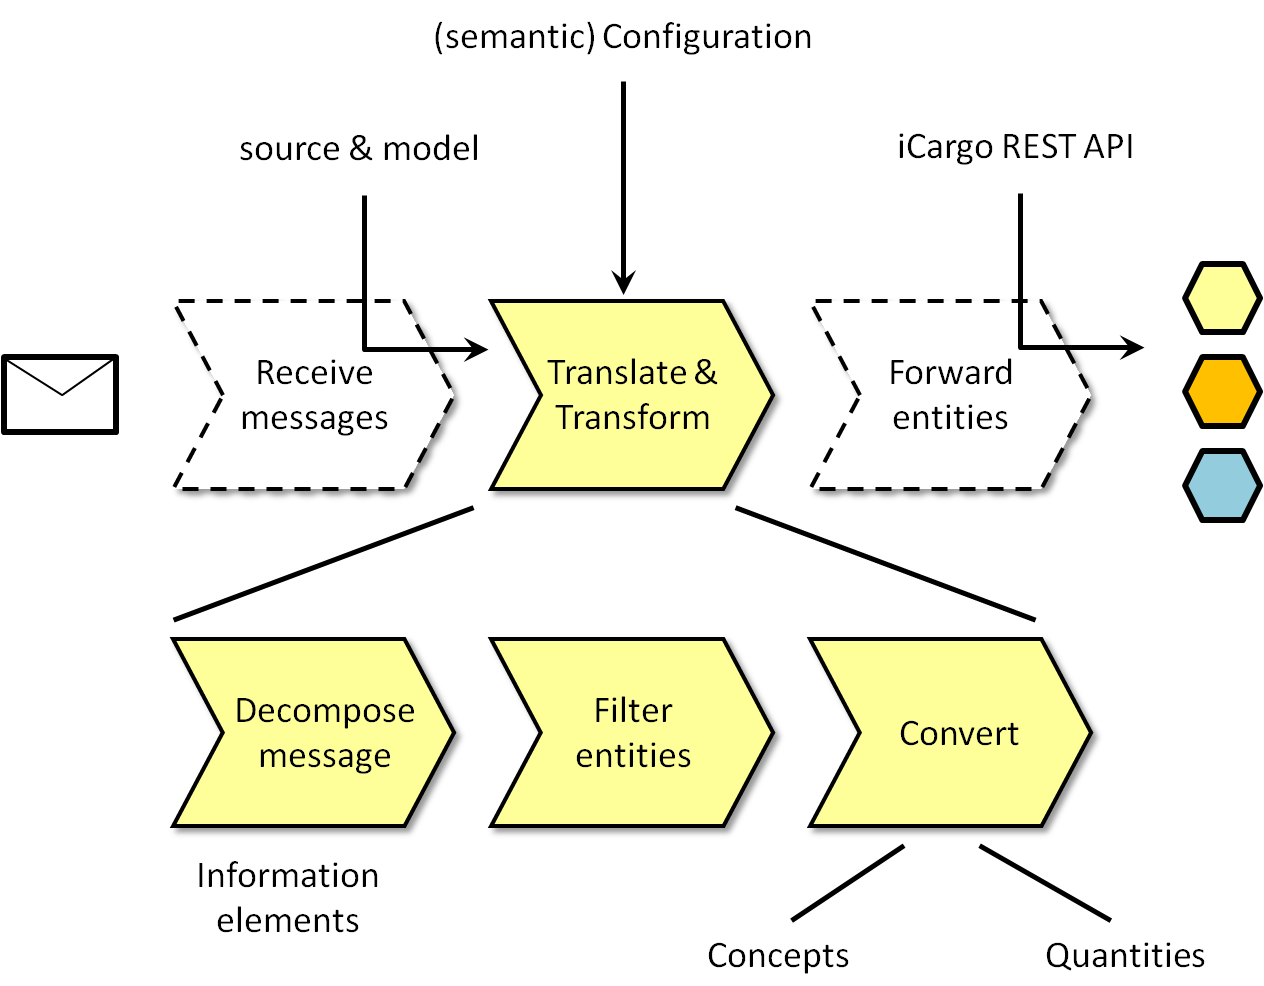 (semantic) Configuration
source & model
iCargo REST API
Receive
messages
Translate &
Transform
Forward
entities
Decompose
message
Filter
entities
Convert
Information
elements
Concepts
Quantities